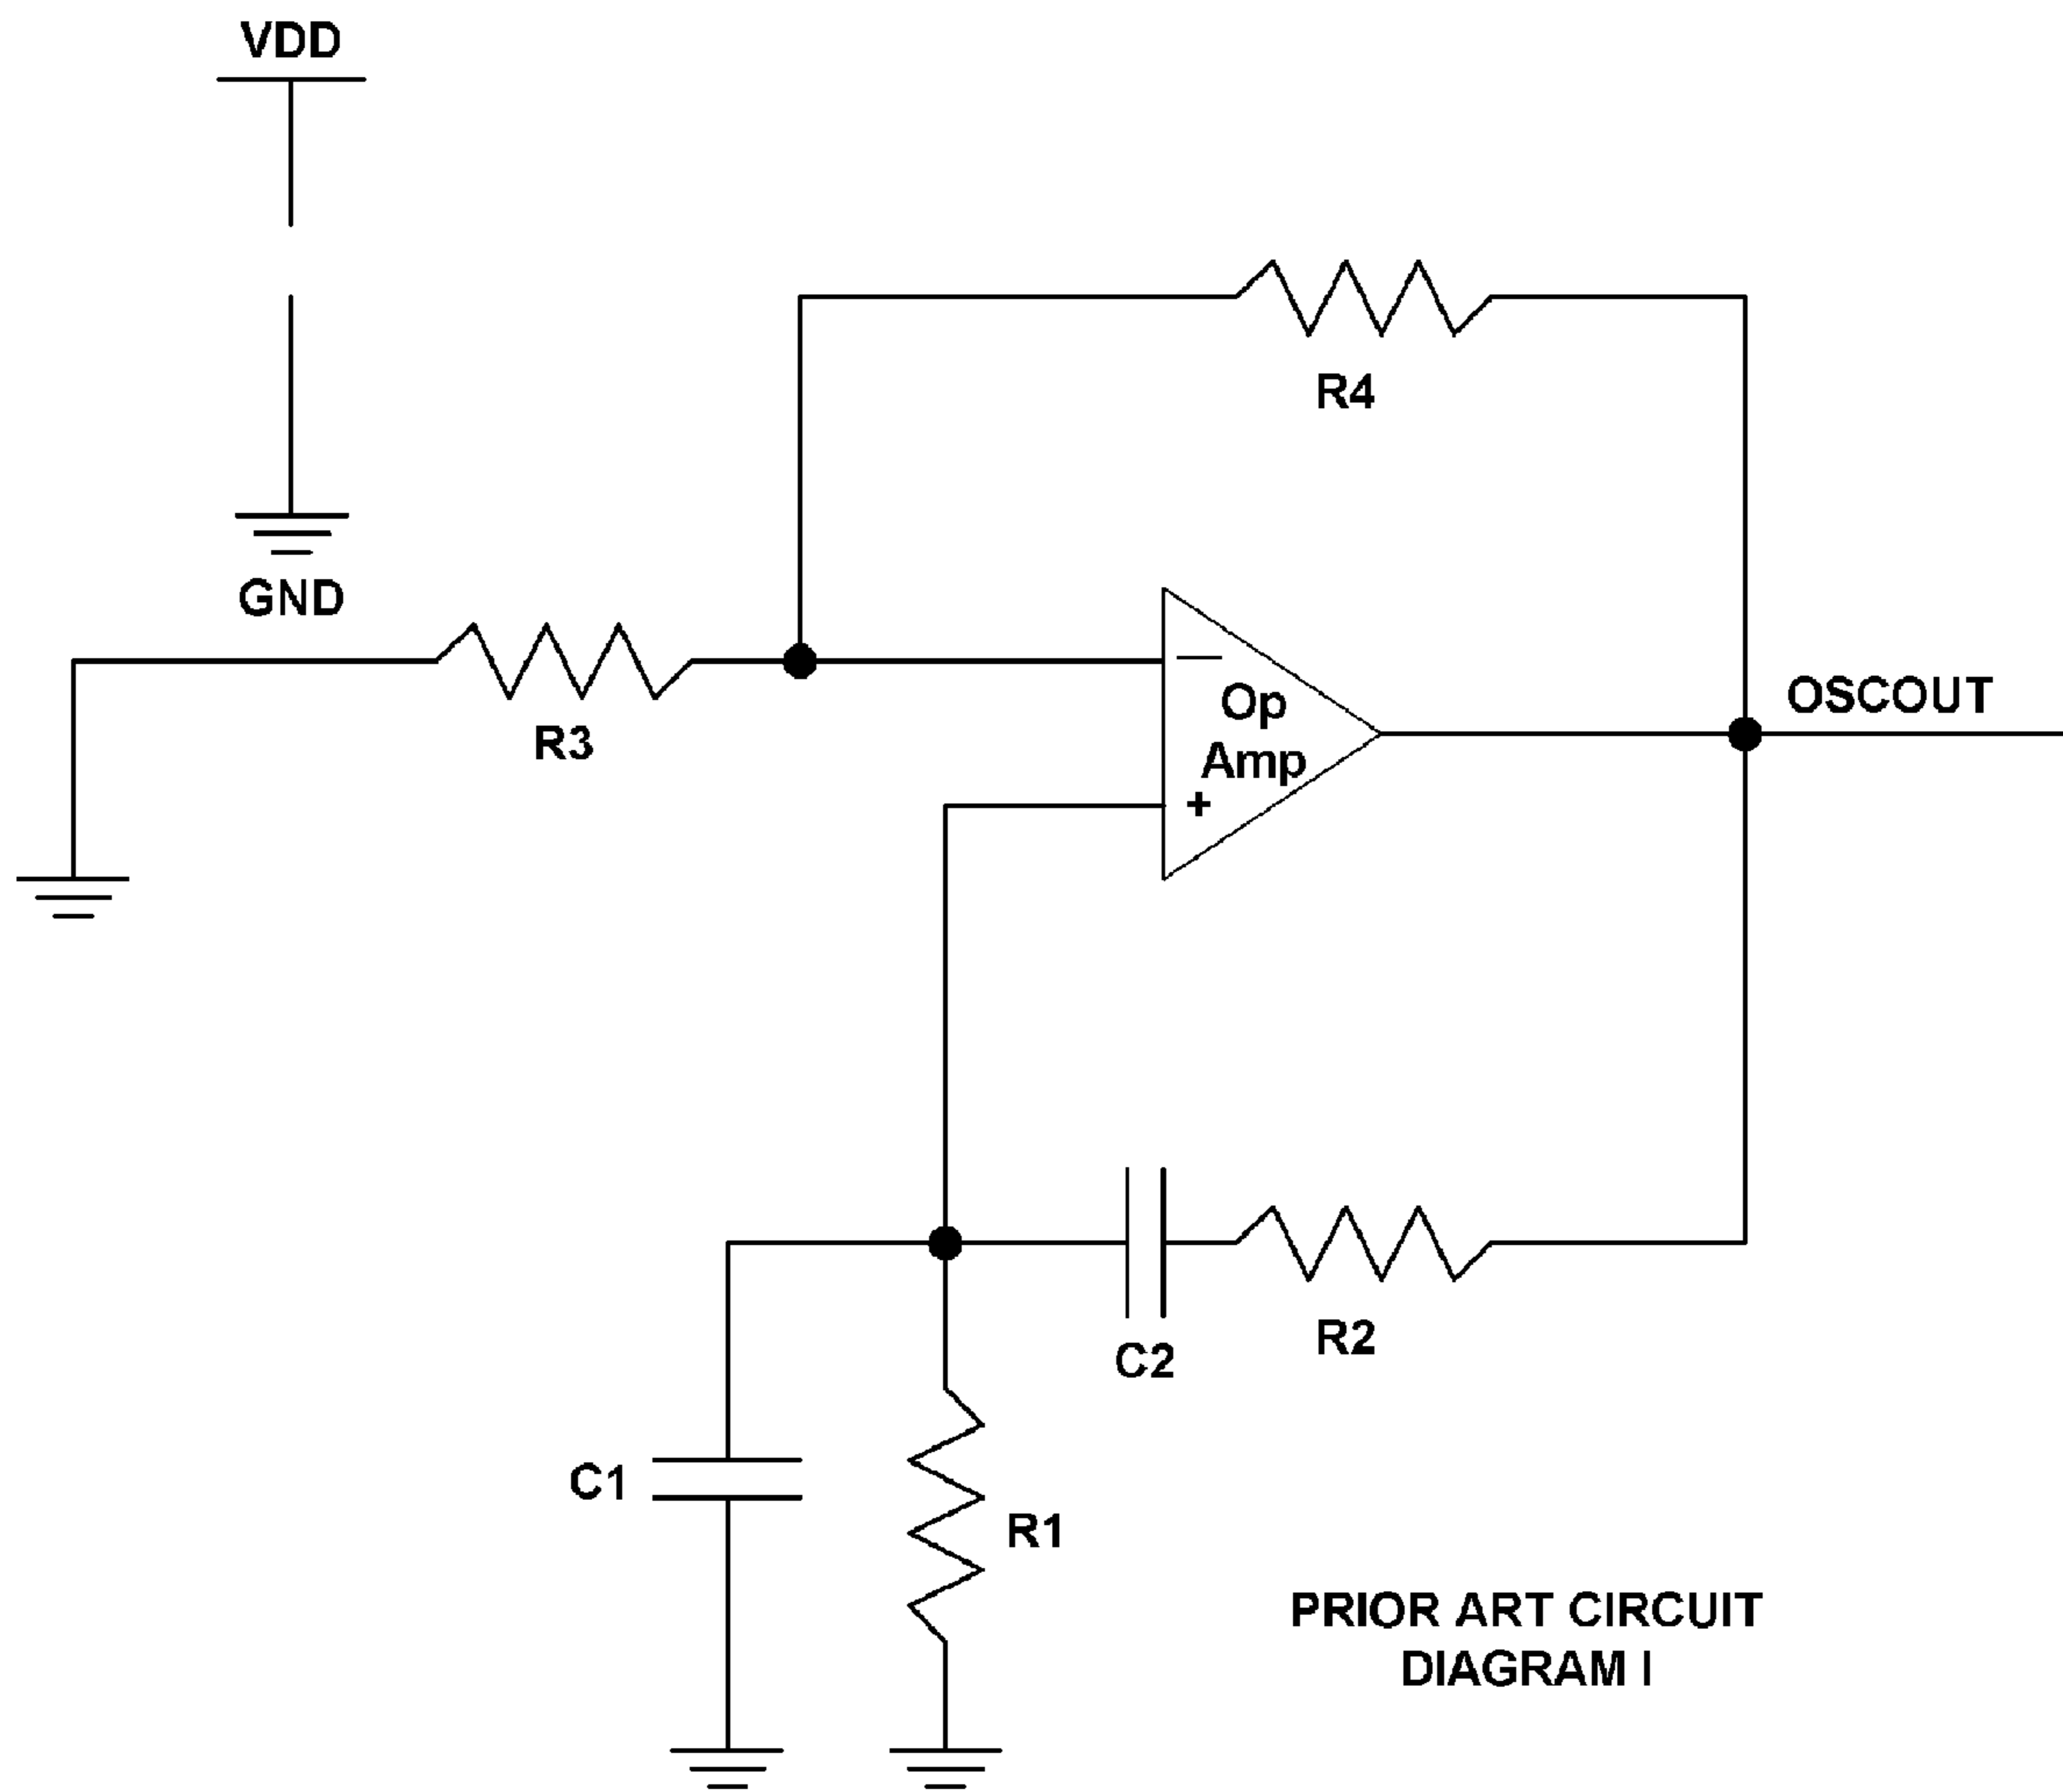 VDD
R4
GND
R3
—
Op
Amp
+
OSCOUT
C2
R2
C1
R1
PRIOR ART CIRCUIT
DIAGRAM I